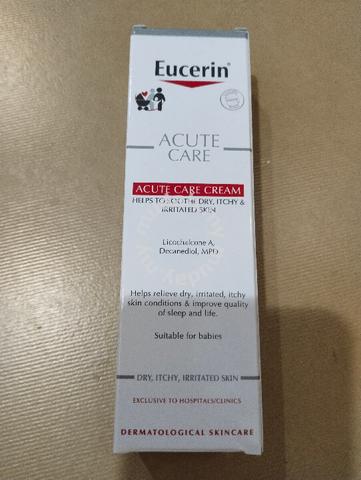 Eucerin®
ACUTE
CARE
ACUTE CARE CREAM
HELPS TO SOOTHE DRY, ITCHY &
IRRITATED SKIN
Licochalcone A,
Decanediol, MPD
Helps relieve dry, irritated, itchy
skin conditions & improve quality
of sleep and life.
Suitable for babies
DRY, ITCHY, IRRITATED SKIN
EXCLUSIVE TO HOSPITALS/CLINICS
DERMATOLOGICAL SKINCARE